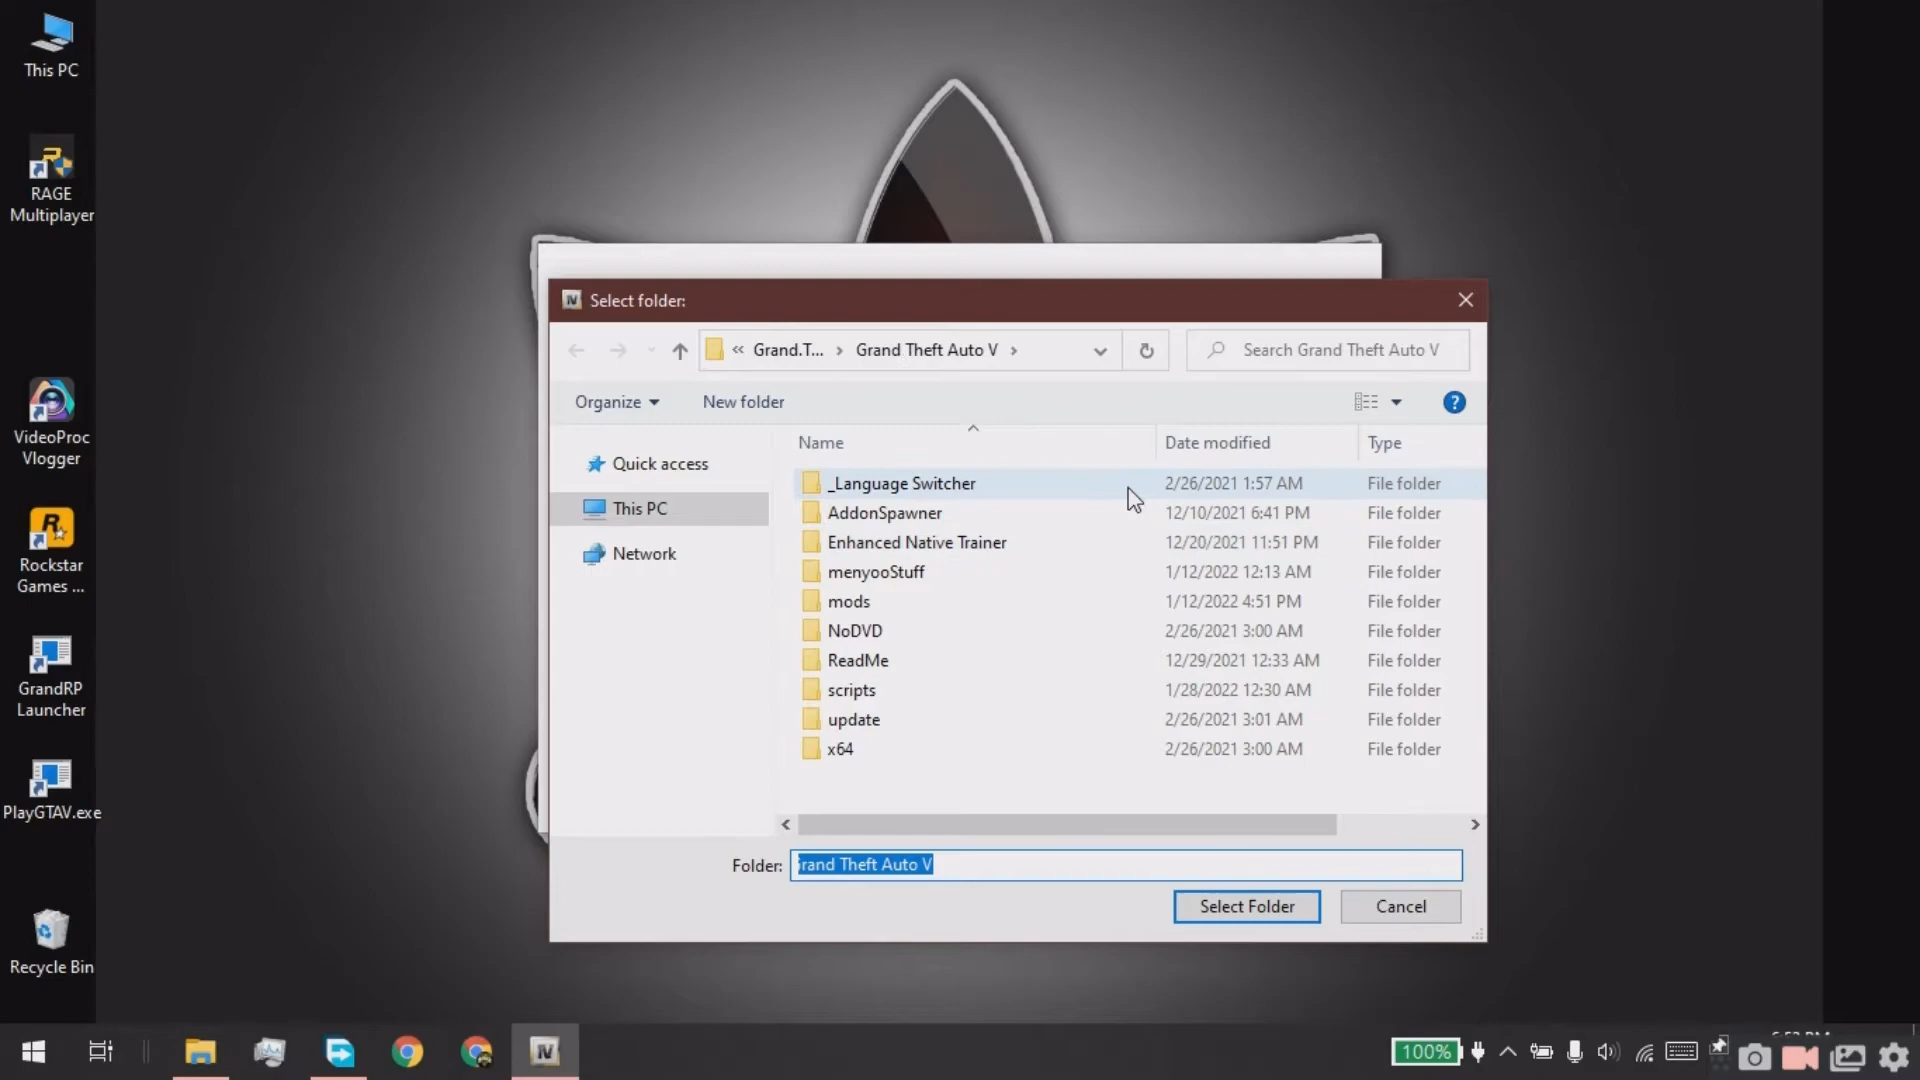 This PC
RAGE
Multiplayer
VideoProc
Vlogger
Rockstar
Games ...
GrandRP
Launcher
PlayGTAV.exe
Recycle Bin
IV Select folder:
« Grand.T... › Grand Theft Auto V ›
Search Grand Theft Auto V
Organize
New folder
?
Quick access
This PC
Network
Name Date modified Type
_Language Switcher 2/26/2021 1:57 AM File folder
AddonSpawner 12/10/2021 6:41 PM File folder
Enhanced Native Trainer 12/20/2021 11:51 PM File folder
menyooStuff 1/12/2022 12:13 AM File folder
mods 1/12/2022 4:51 PM File folder
NoDVD 2/26/2021 3:00 AM File folder
ReadMe 12/29/2021 12:33 AM File folder
scripts 1/28/2022 12:30 AM File folder
update 2/26/2021 3:01 AM File folder
x64 2/26/2021 3:00 AM File folder
Folder: rand Theft Auto V
Select Folder Cancel
IV
100%